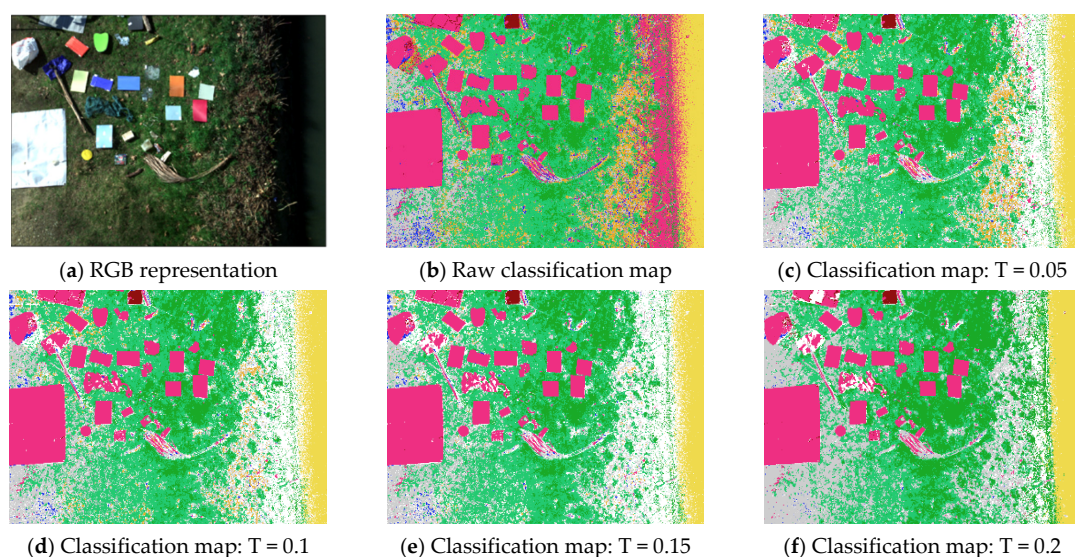 (a) RGB representation
(b) Raw classification map
(c) Classification map: T = 0.05
(d) Classification map: T = 0.1
(e) Classification map: T = 0.15
(f) Classification map: T = 0.2